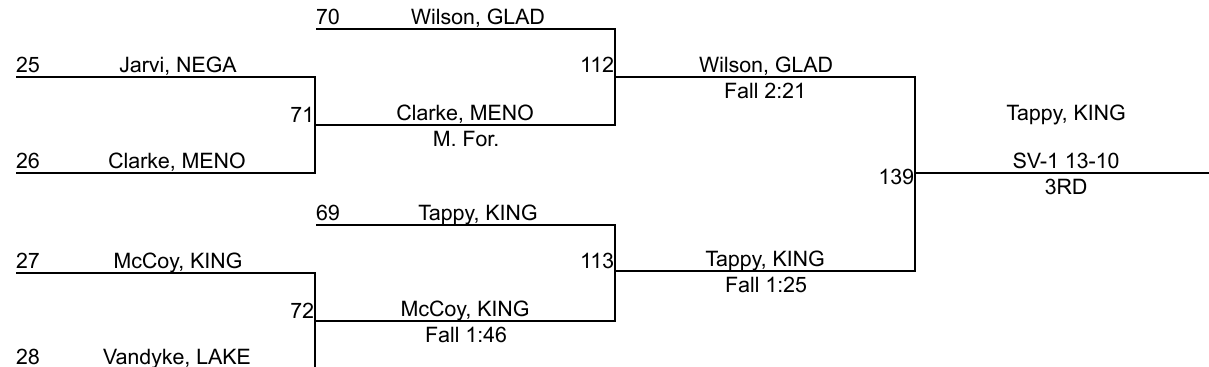 70 Wilson, GLAD
25 Jarvi, NEGA
112 Wilson, GLAD
Fall 2:21
71 Clarke, MENO
M. For.
Tappy, KING
26 Clarke, MENO
SV-1 13-10
139
3RD
69 Tappy, KING
27 McCoy, KING
113 Tappy, KING
Fall 1:25
72 McCoy, KING
Fall 1:46
28 Vandyke, LAKE